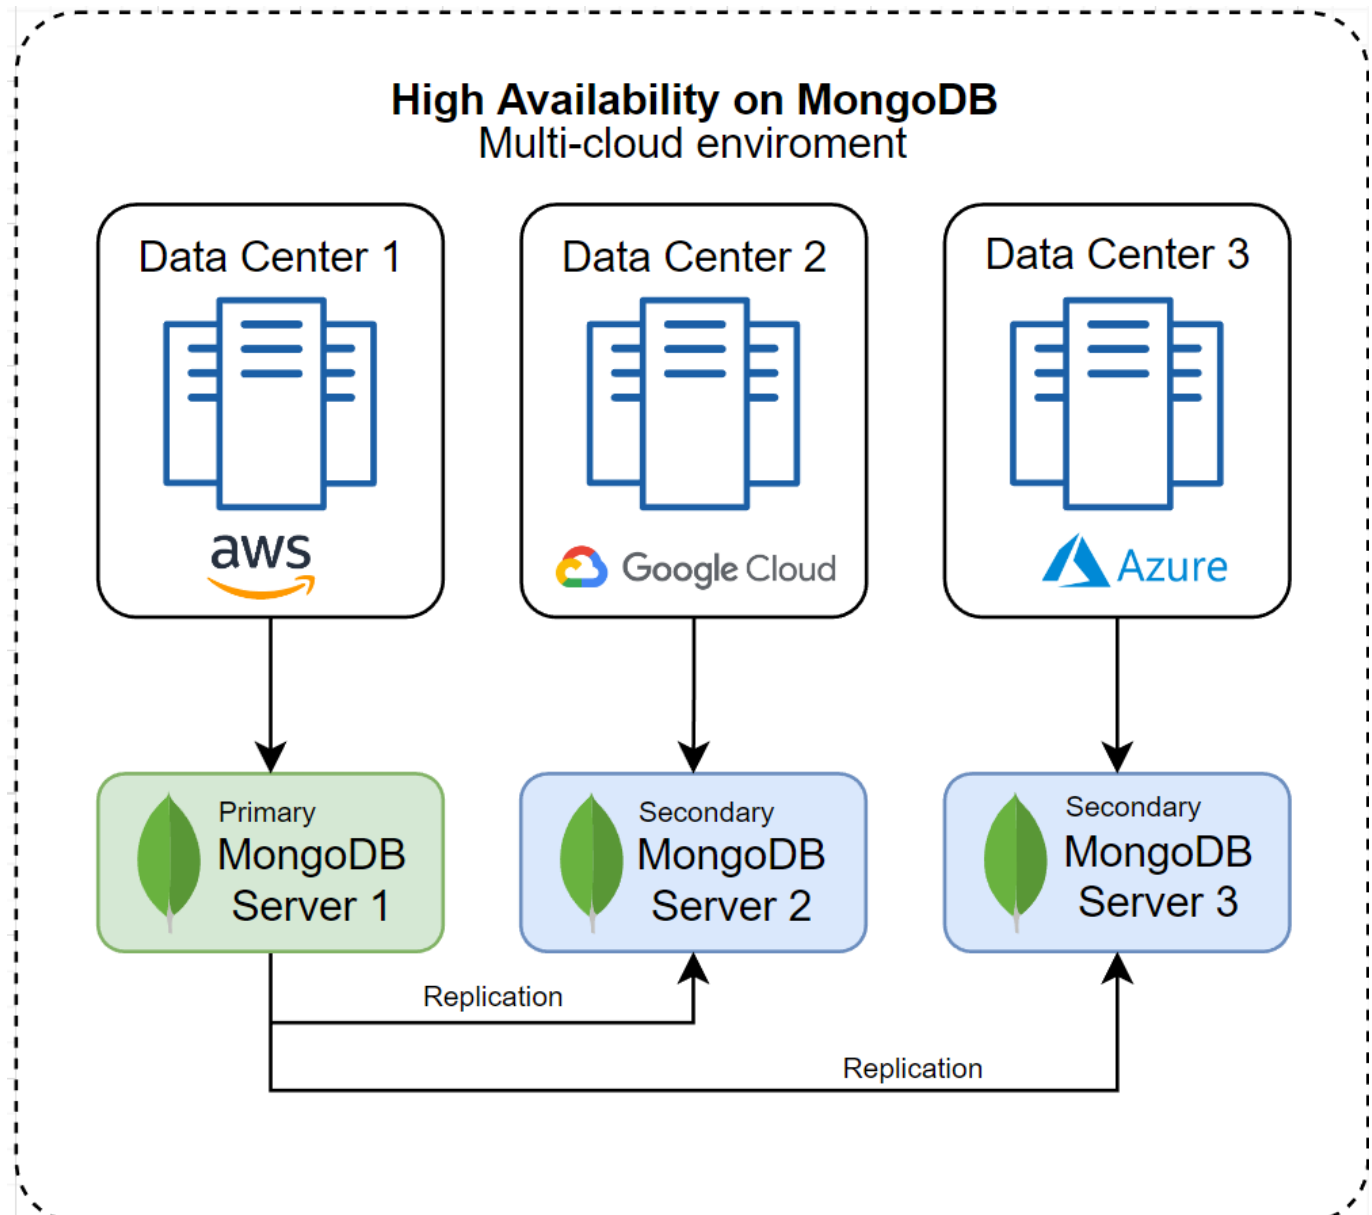 High Availability on MongoDB
Multi-cloud enviroment
Data Center 1
aws
Data Center 2
Google Cloud
Data Center 3
Azure
Primary
MongoDB
Server 1
Secondary
MongoDB
Server 2
Secondary
MongoDB
Server 3
Replication
Replication